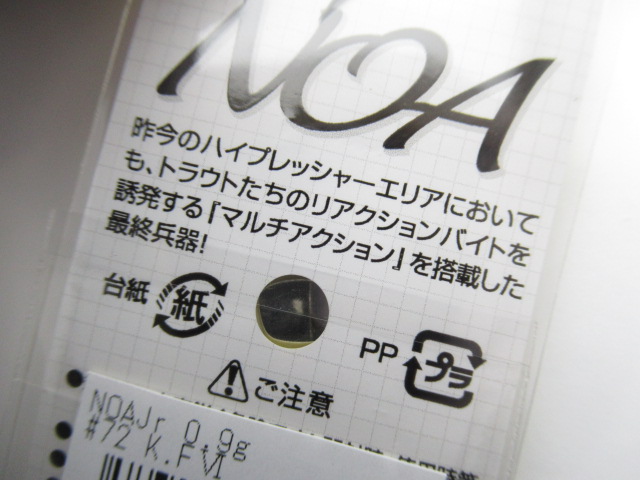 NOA
昨今のハイプレッシャーエリアにおいて
も、トラウトたちのリアクションバイトを
誘発する『マルチアクション』を搭載した
最終兵器!
台紙 紙
PP プラ
ご注意
NOAJr 0.9g
#72 K.F.M